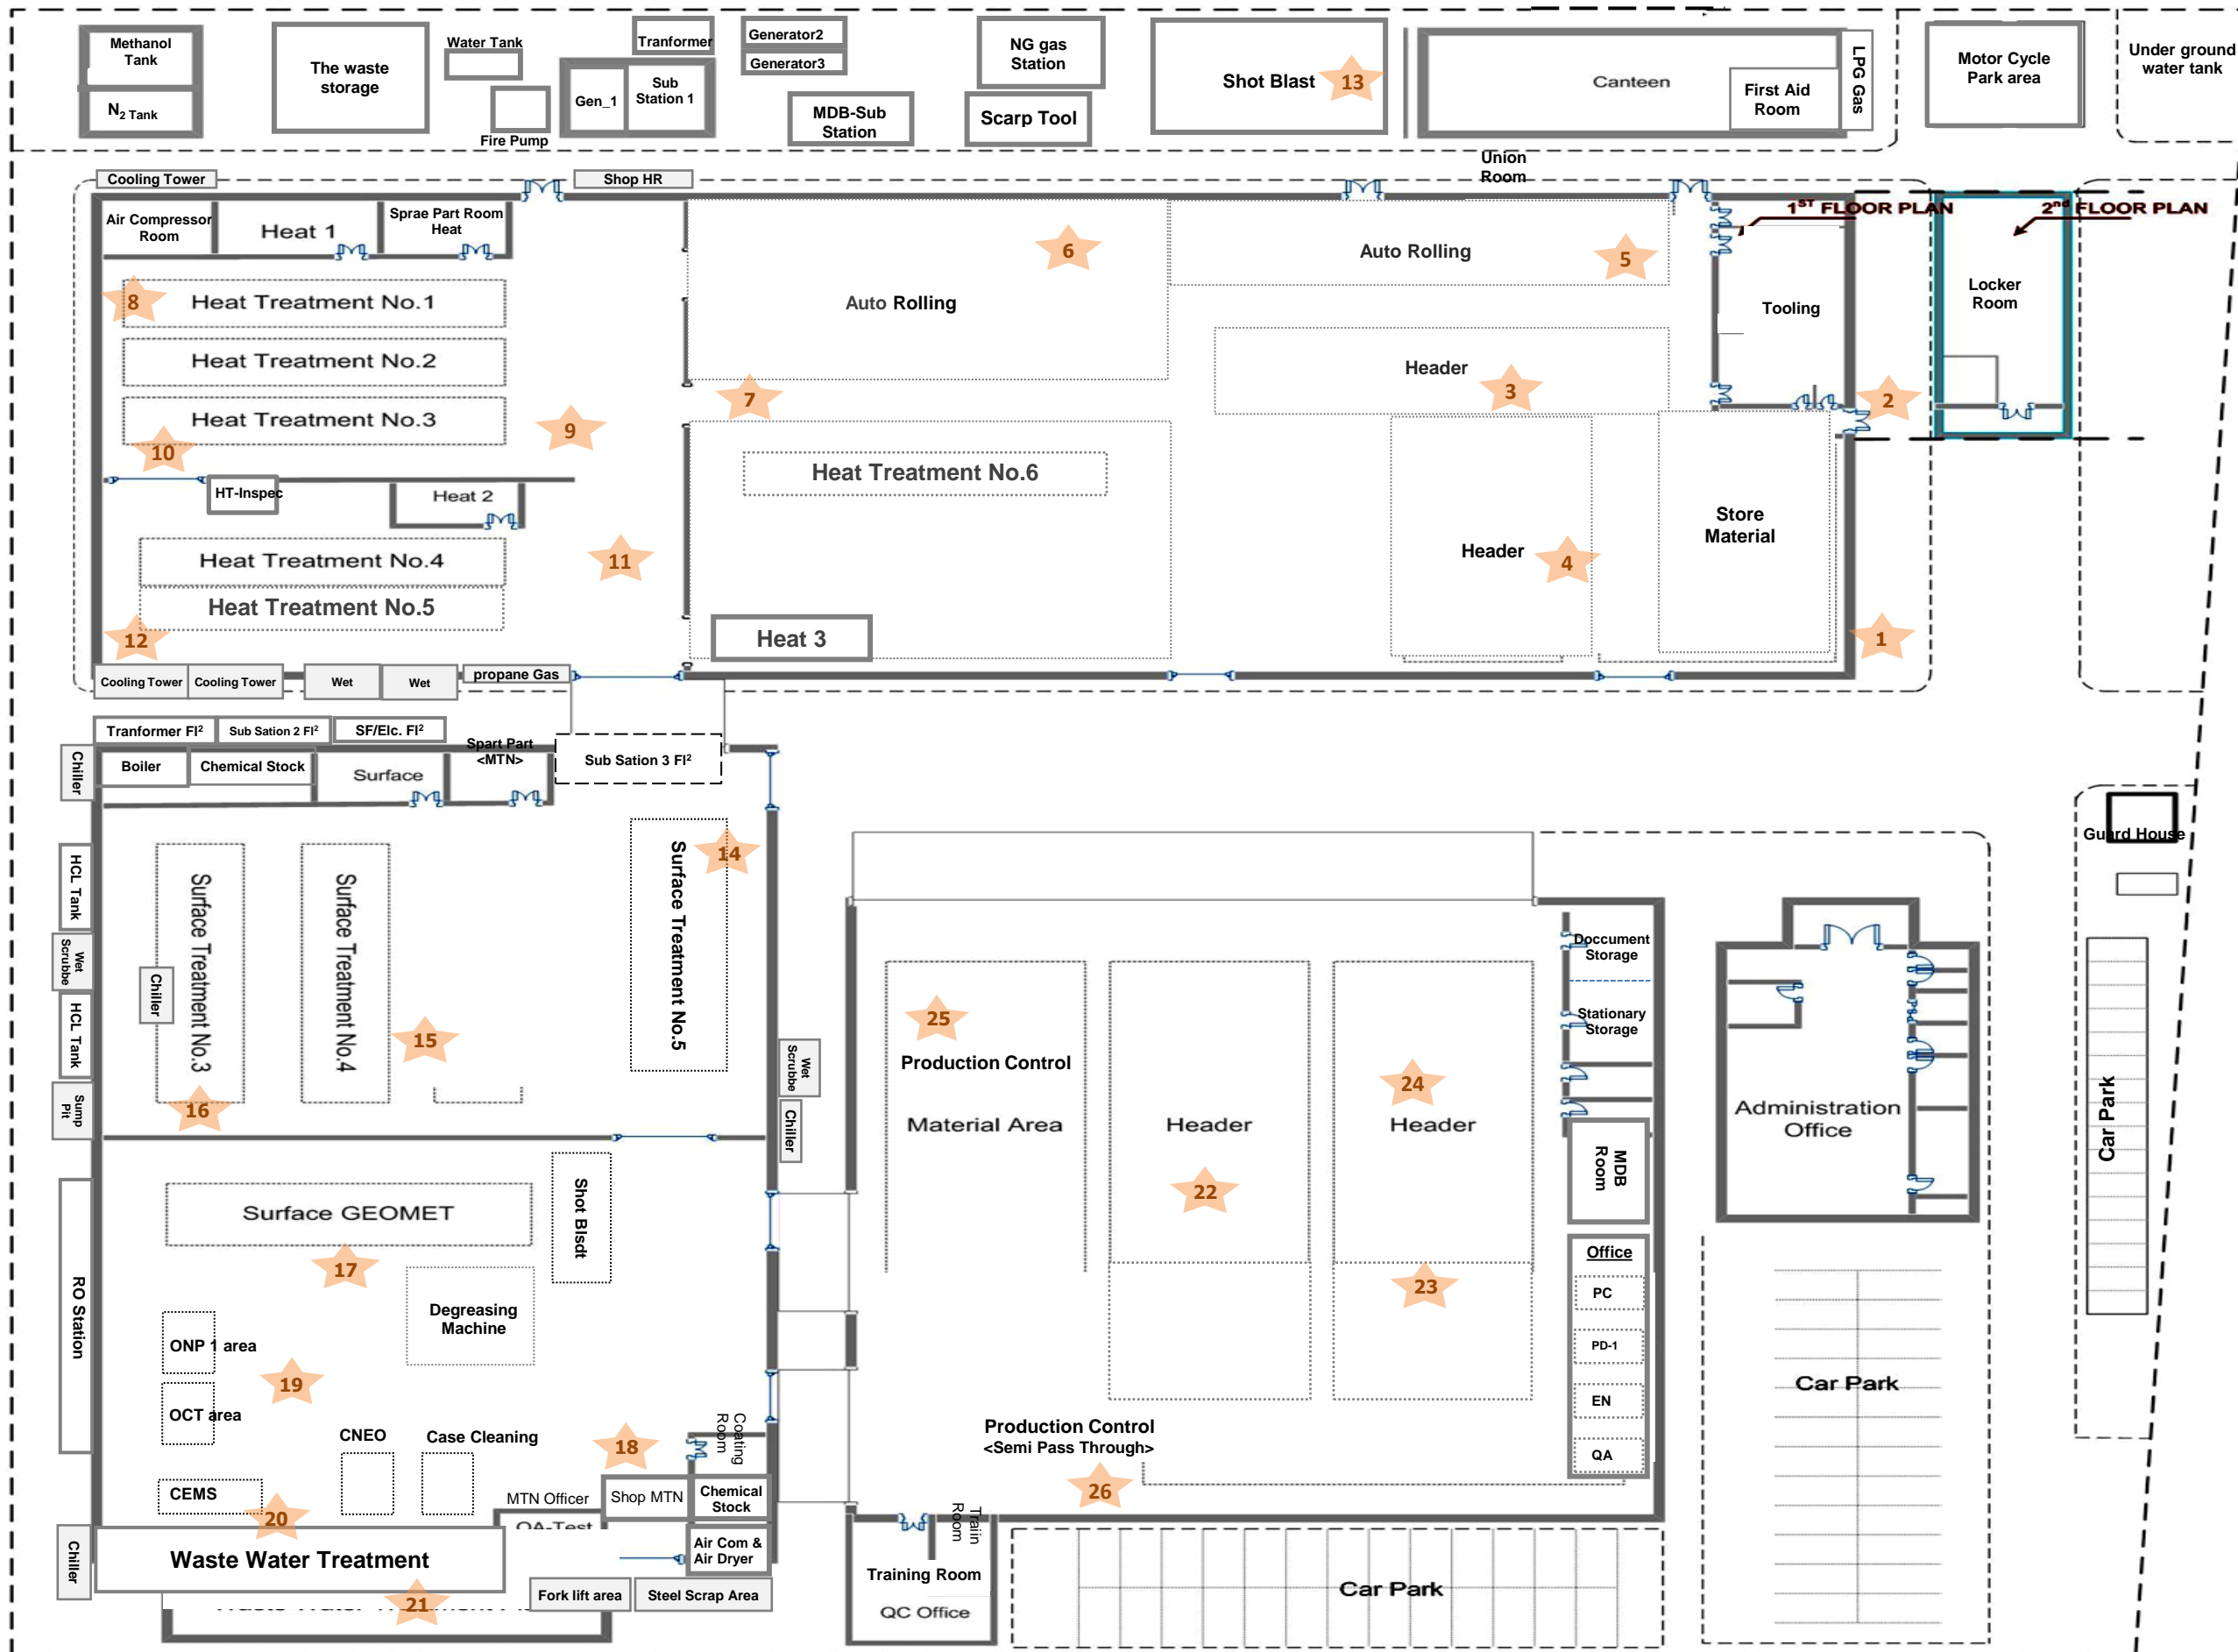 Methanol
Tank
N2 Tank
The waste
storage
Water Tank
Fire Pump
Tranformer
Gen_1
Sub
Station 1
Generator2
Generator3
MDB-Sub
Station
NG gas
Station
Scarp Tool
Shot Blast
13
Canteen
First Aid
Room
LPG Gas
Motor Cycle
Park area
Under ground
water tank
Union
Room
Cooling Tower
Shop HR
Air Compressor
Room
Heat 1
Sprae Part Room
Heat
6
Auto Rolling
Auto Rolling
5
1ST FLOOR PLAN
2nd FLOOR PLAN
Tooling
Locker
Room
8
Heat Treatment No.1
Heat Treatment No.2
Heat Treatment No.3
10
9
7
Header
3
2
HT-Inspec
Heat 2
Heat Treatment No.6
Heat Treatment No.4
Heat Treatment No.5
11
12
Heat 3
Header
4
Store
Material
1
Cooling Tower
Cooling Tower
Wet
Wet
propane Gas
Tranformer Fl2
Sub Sation 2 Fl2
SF/Elc. Fl2
Chiller
Boiler
Chemical Stock
Surface
Spart Part
<MTN>
Sub Sation 3 Fl2
HCL Tank
Wet
Scrubbe
HCL Tank
Sump
Pit
Chiller
Surface Treatment No.3
Surface Treatment No.4
Surface Treatment No.5
14
15
16
Wet
Scrubbe
Chiller
Guard House
Doccument
Storage
Stationary
Storage
25
Production Control
Material Area
Header
22
24
Header
23
MDB
Room
Office
PC
PD-1
EN
QA
Administration
Office
Car Park
Car Park
RO Station
Surface GEOMET
17
Shot Blsdt
Degreasing
Machine
ONP 1 area
19
OCT area
CNEO
Case Cleaning
18
Coating
Room
CEMS
20
MTN Officer
QA-Test
Shop MTN
Chemical
Stock
Chiller
Waste Water Treatment
Air Com &
Air Dryer
21
Fork lift area
Steel Scrap Area
Production Control
<Semi Pass Through>
26
Traiin
Room
Training Room
QC Office
Car Park